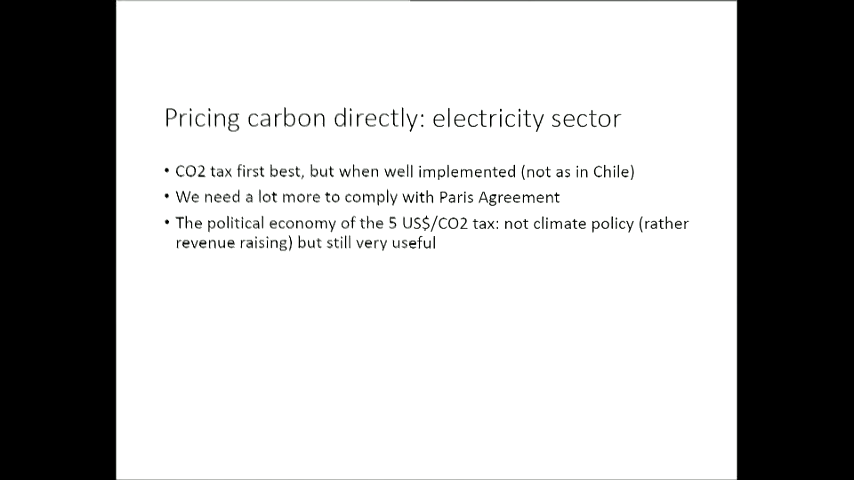 Pricing carbon directly: electricity sector
• CO2 tax first best, but when well implemented (not as in Chile)
• We need a lot more to comply with Paris Agreement
• The political economy of the 5 US$/CO2 tax: not climate policy (rather
revenue raising) but still very useful